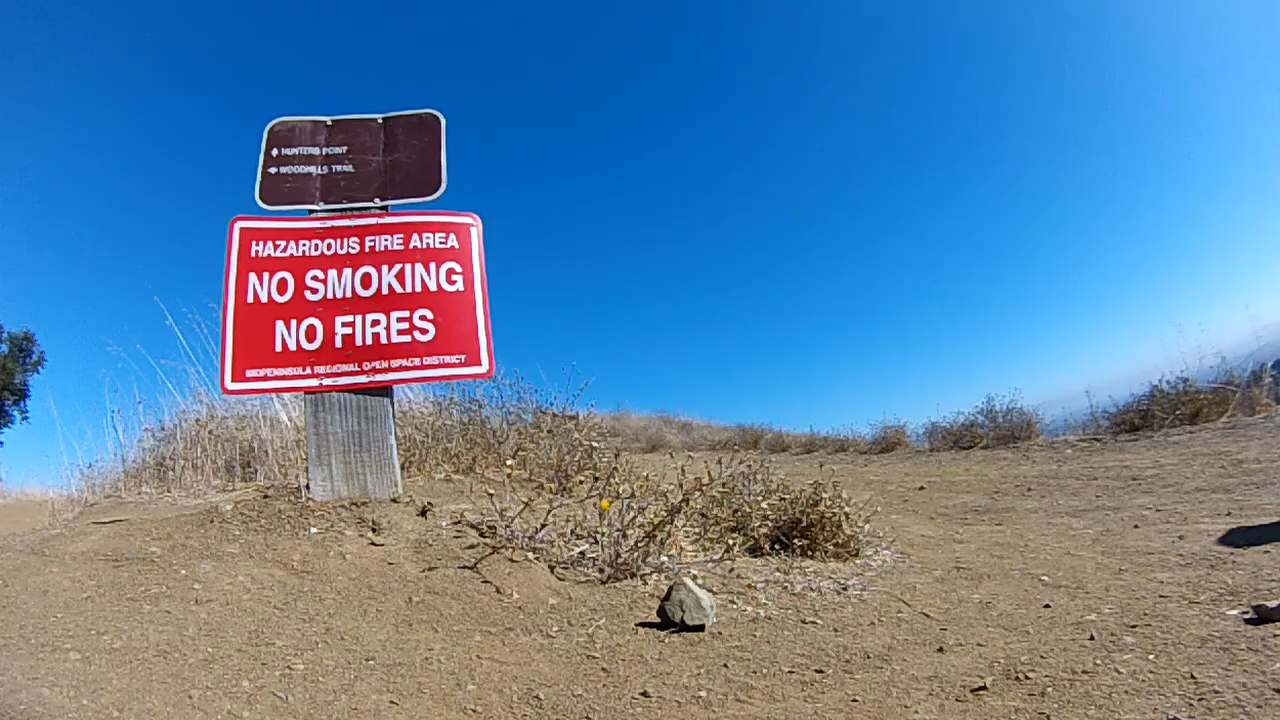 HUNTERS POINT
WOODHILLS TRAIL
HAZARDOUS FIRE AREA
NO SMOKING
NO FIRES
MIDPENINSULA REGIONAL OPEN SPACE DISTRICT